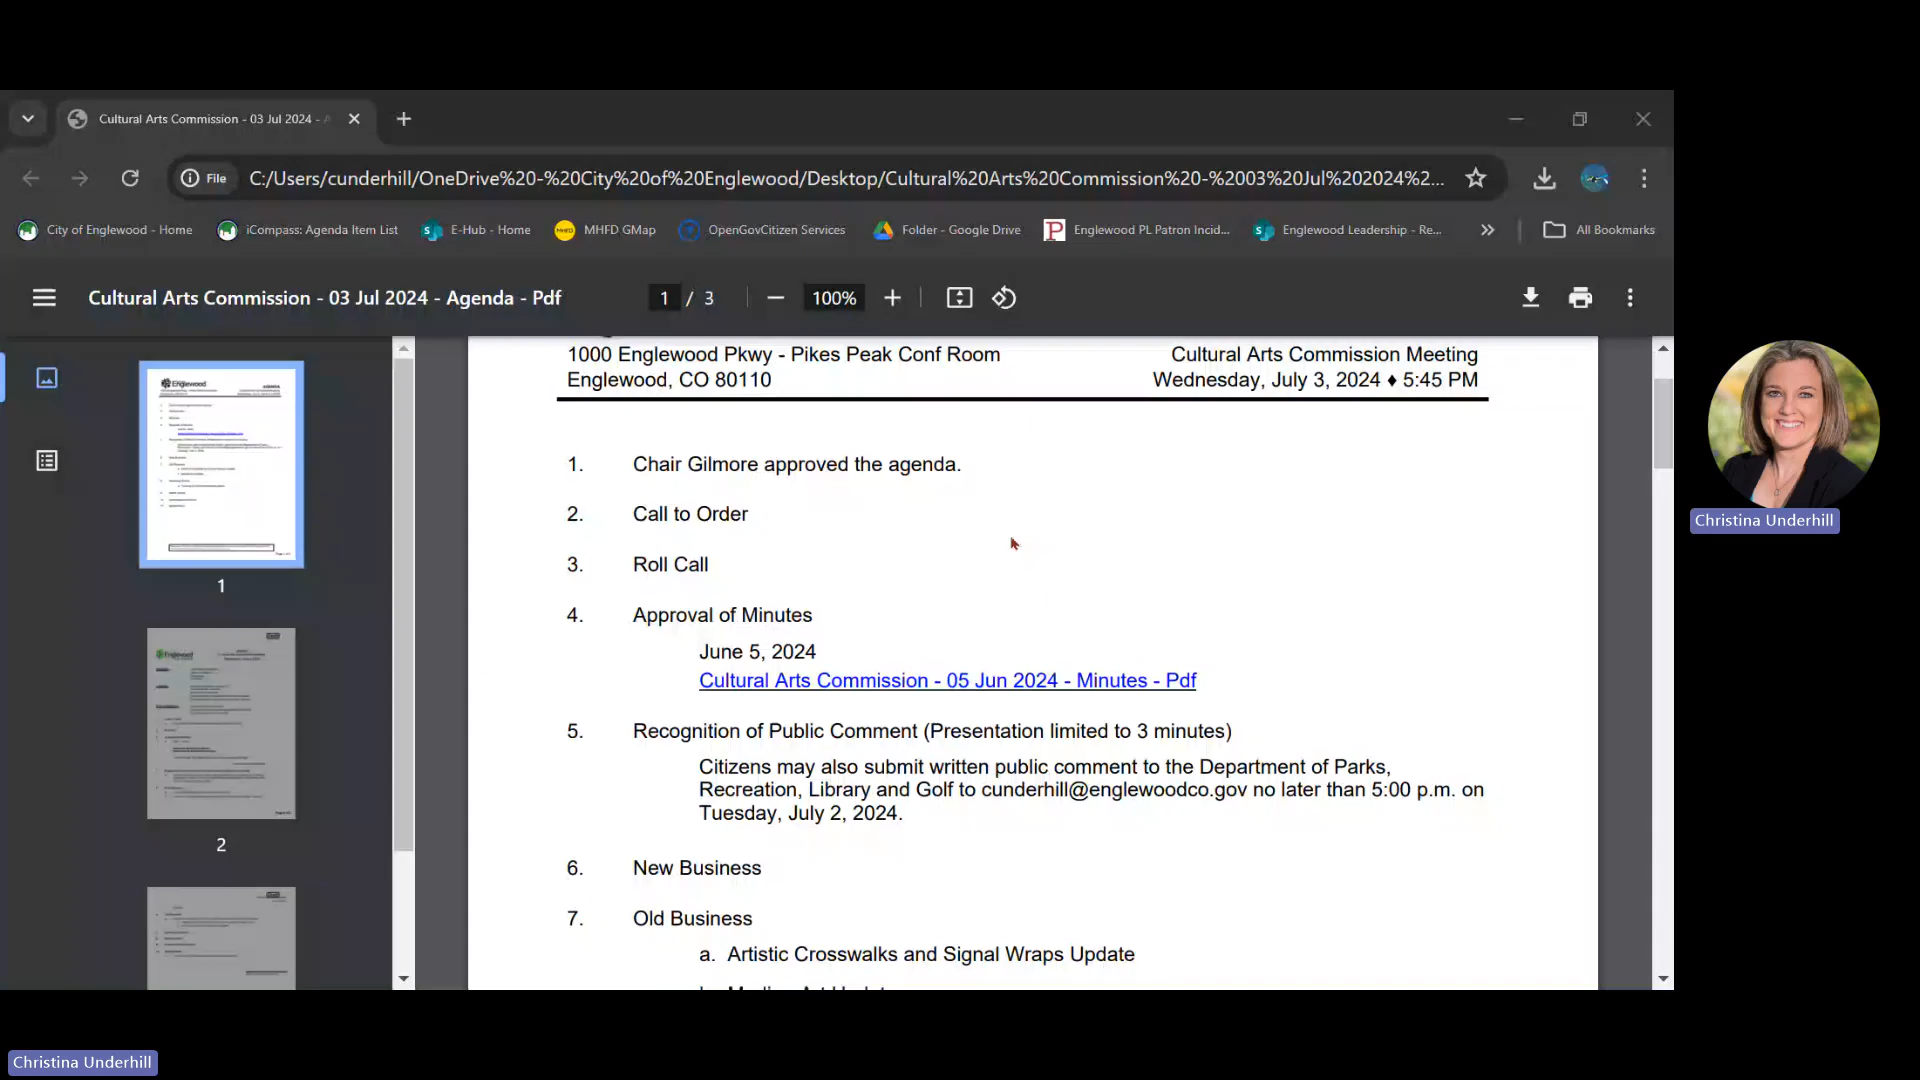 Cultural Arts Commission - 03 Jul 2024 -
File
C:/Users/cunderhill/OneDrive%20-%20City%20of%20Englewood/Desktop/Cultural%20Arts%20Commission%20-%2003%20Jul%202024%2...
City of Englewood - Home
iCompass: Agenda Item List
E-Hub - Home
MHFD GMap
OpenGovCitizen Services
Folder - Google Drive
Englewood PL Patron Incid...
Englewood Leadership - Re...
All Bookmarks
Cultural Arts Commission - 03 Jul 2024 - Agenda - Pdf
1 / 3
100%
1000 Englewood Pkwy - Pikes Peak Conf Room
Englewood, CO 80110
Cultural Arts Commission Meeting
Wednesday, July 3, 2024 ♦ 5:45 PM
1. Chair Gilmore approved the agenda.
2. Call to Order
3. Roll Call
4. Approval of Minutes
June 5, 2024
Cultural Arts Commission - 05 Jun 2024 - Minutes - Pdf
5. Recognition of Public Comment (Presentation limited to 3 minutes)
Citizens may also submit written public comment to the Department of Parks,
Recreation, Library and Golf to cunderhill@englewoodco.gov no later than 5:00 p.m. on
Tuesday, July 2, 2024.
6. New Business
7. Old Business
a. Artistic Crosswalks and Signal Wraps Update
Englewood
1
Englewood
2
Christina Underhill
Christina Underhill